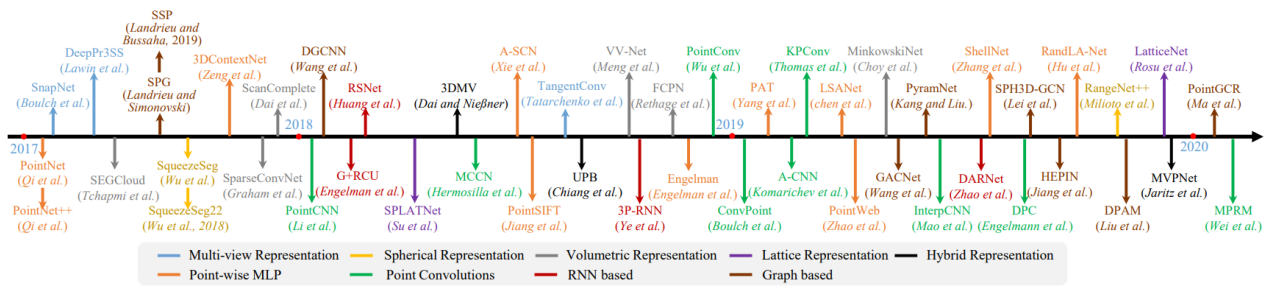 SSP
(Landrieu and
Bussaha, 2019)
SPG
(Landrieu and
Simonovski)
SnapNet
(Boulch et al.)
DeepPr3SS
(Lawin et al.)
3DContextNet
(Zeng et al.)
ScanComplete
(Dai et al.)
DGCNN
(Wang et al.)
RSNet
(Huang et al.)
3DMV
(Dai and Nießner)
A-SCN
(Xie et al.)
TangentConv
(Tatarchenko et al.)
VV-Net
(Meng et al.)
FCPN
(Rethage et al.)
PointConv
(Wu et al.)
PAT
(Yang et al.)
KPConv
(Thomas et al.)
LSANet
(chen et al.)
MinkowskiNet
(Choy et al.)
PyramNet
(Kang and Liu.)
ShellNet
(Zhang et al.)
SPH3D-GCN
(Lei et al.)
RandLA-Net
(Hu et al.)
RangeNet++
(Milioto et al.)
LatticeNet
(Rosu et al.)
PointGCR
(Ma et al.)
2017
2018
2019
2020
PointNet
(Qi et al.)
PointNet++
(Qi et al.)
SEGCloud
(Tchapmi et al.)
SqueezeSeg
(Wu et al.)
SqueezeSeg22
(Wu et al., 2018)
SparseConvNet
(Graham et al.)
PointCNN
(Li et al.)
G+RCU
(Engelman et al.)
SPLATNet
(Su et al.)
MCCN
(Hermosilla et al.)
PointSIFT
(Jiang et al.)
UPB
(Chiang et al.)
3P-RNN
(Ye et al.)
Engelman
(Engelman et al.)
ConvPoint
(Boulch et al.)
A-CNN
(Komarichev et al.)
PointWeb
(Zhao et al.)
GACNet
(Wang et al.)
InterpCNN
(Mao et al.)
DARNet
(Zhao et al.)
DPC
(Engelmann et al.)
HEPIN
(Jiang et al.)
DPAM
(Liu et al.)
MVPNet
(Jaritz et al.)
MPRM
(Wei et al.)
Multi-view Representation
Spherical Representation
Volumetric Representation
Lattice Representation
Hybrid Representation
Point-wise MLP
Point Convolutions
RNN based
Graph based